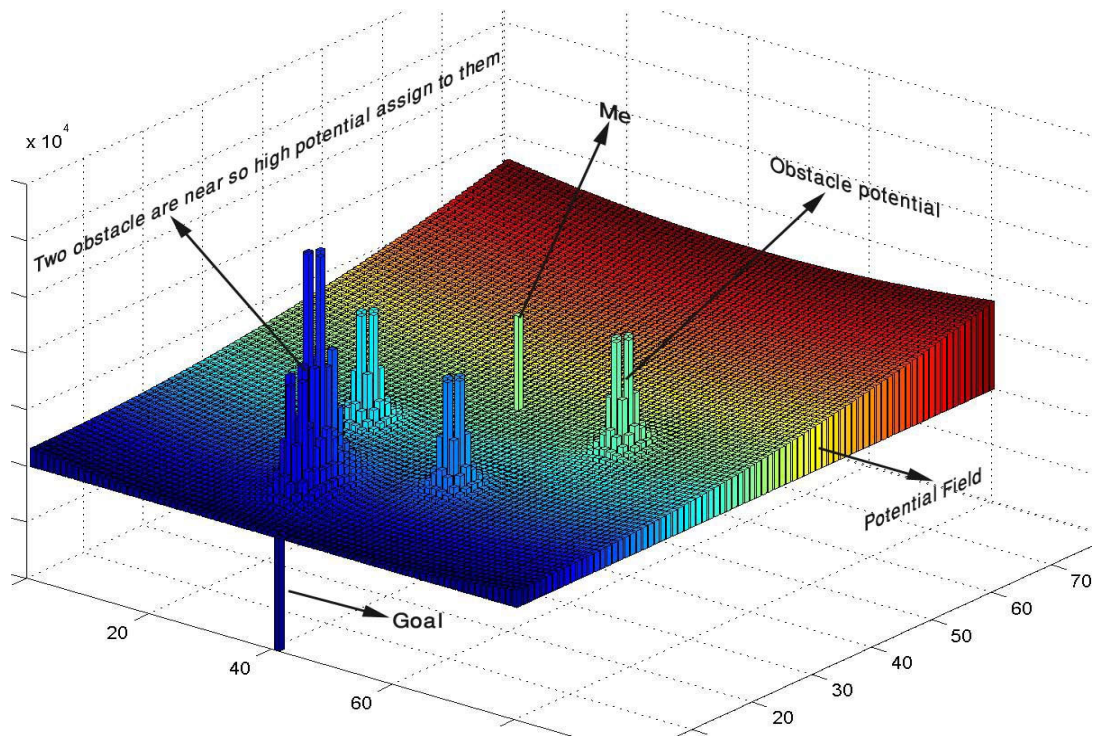 Two obstacle are near so high potential assign to them
Me
x 10⁴
Obstacle potential
Potential Field
Goal
20
40
60
20
30
40
50
60
70